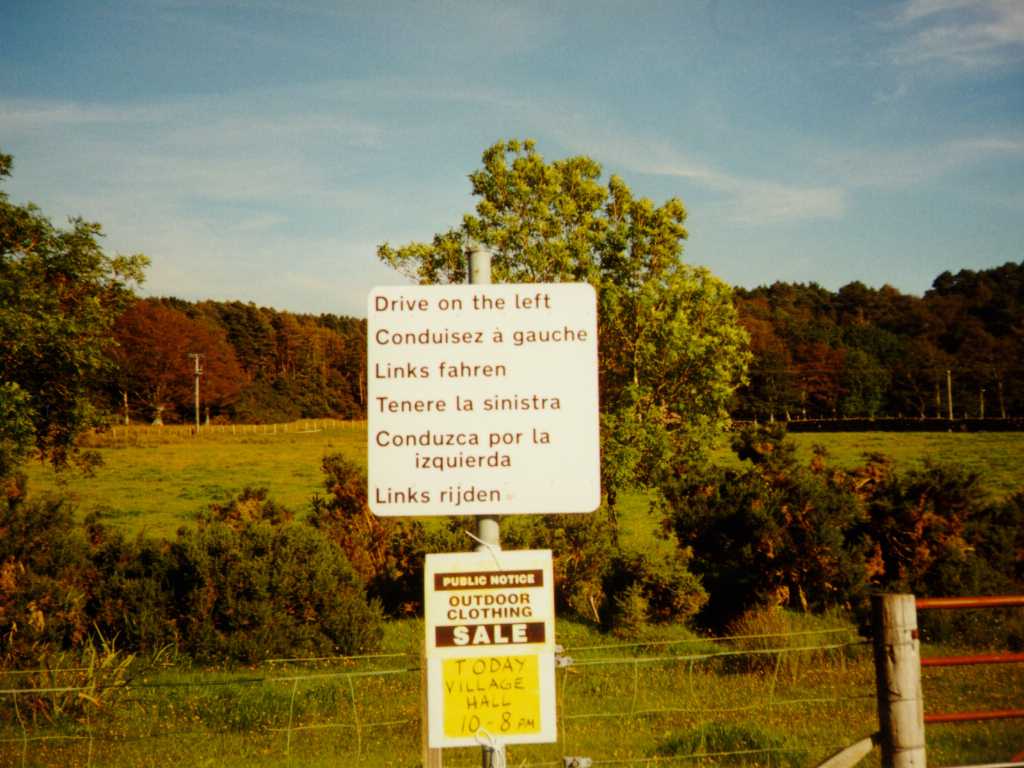 Drive on the left
Conduisez à gauche
Links fahren
Tenere la sinistra
Conduzca por la
izquierda
Links rijden
PUBLIC NOTICE
OUTDOOR
CLOTHING
SALE
TODAY
VILLAGE
HALL
10-8 PM